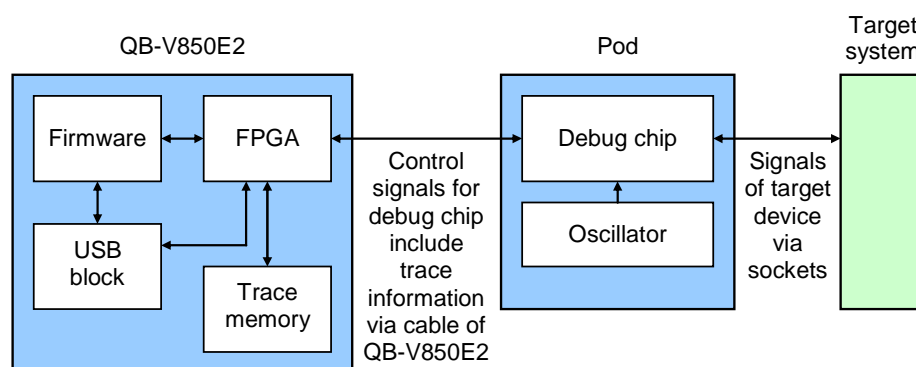 QB-V850E2
Pod
Target
system
Firmware
FPGA
USB
block
Trace
memory
Control
signals for
debug chip
include
trace
information
via cable of
QB-V850E2
Debug chip
Oscillator
Signals
of target
device
via
sockets